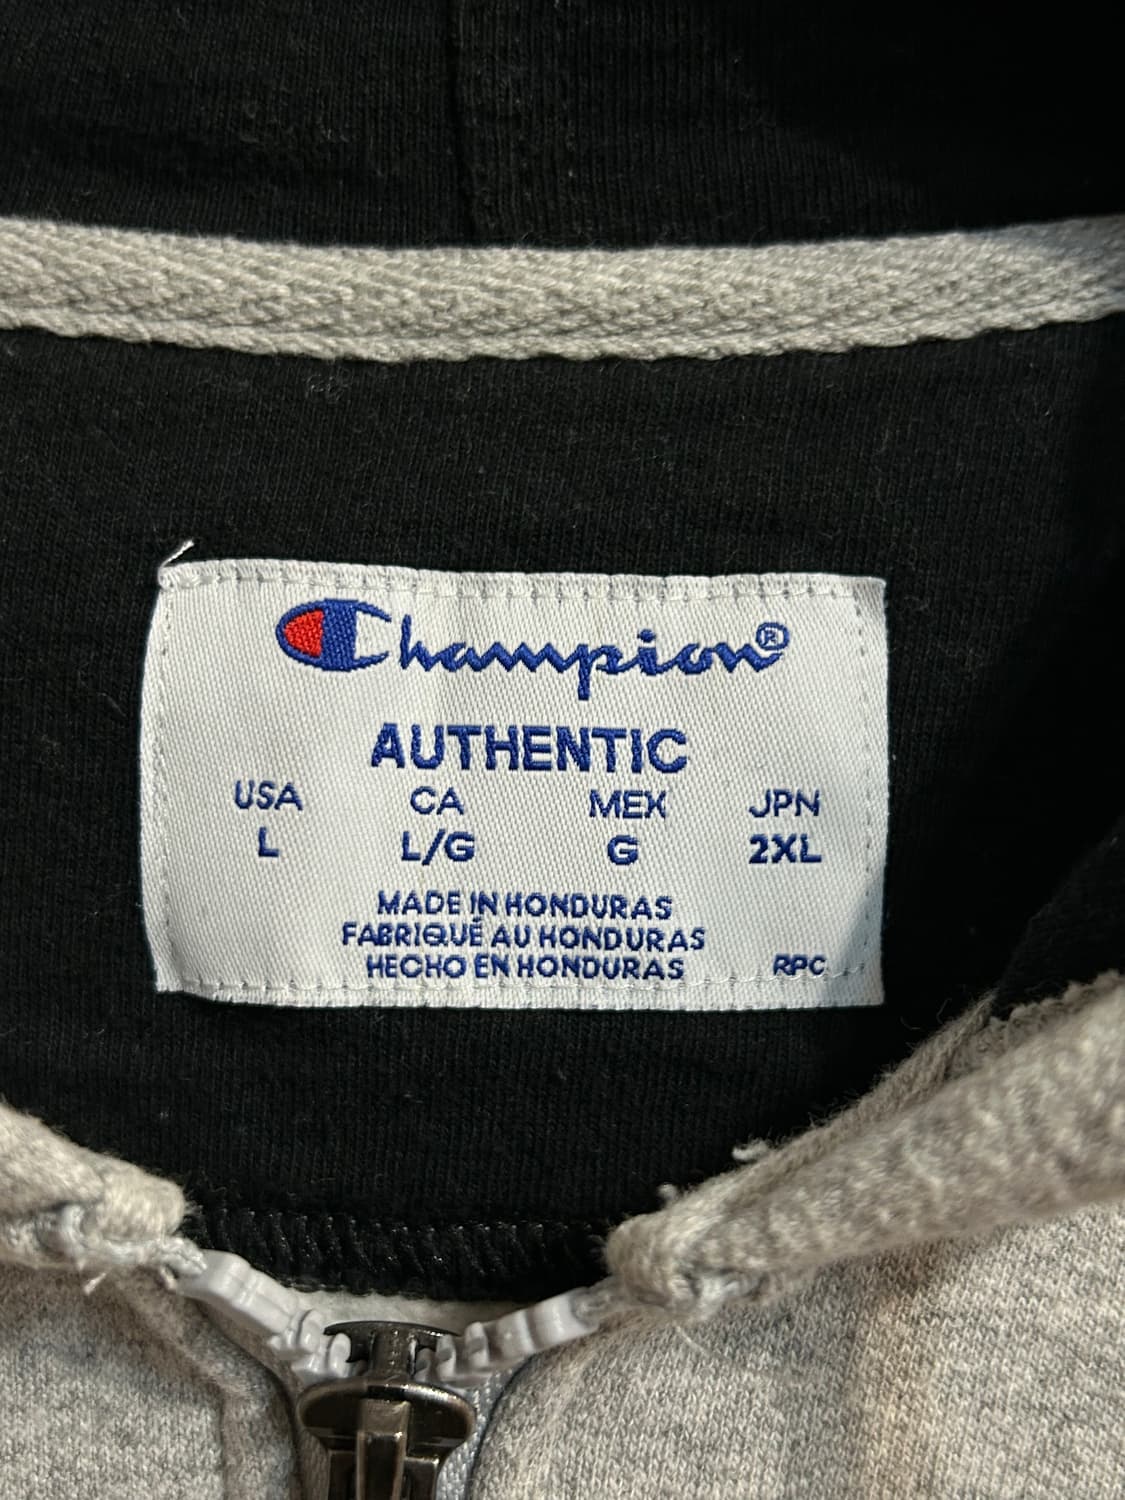 Champion®
AUTHENTIC
USA CA MEX JPN
L L/G G 2XL
MADE IN HONDURAS
FABRIQUÉ AU HONDURAS
HECHO EN HONDURAS RPC